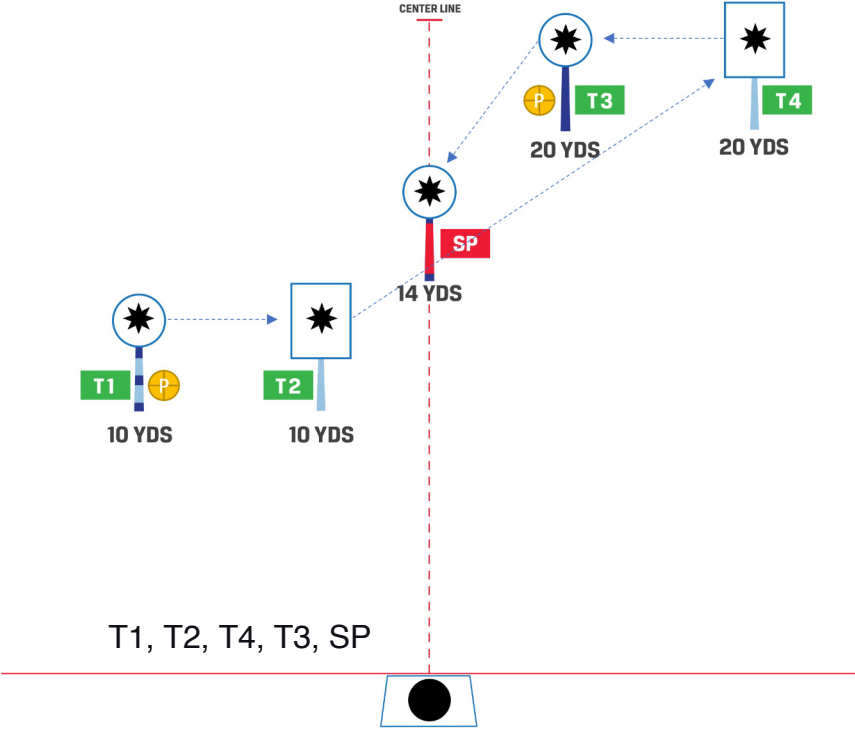 CENTER LINE
P
T3
T4
20 YDS
20 YDS
SP
14 YDS
T1
P
T2
10 YDS
10 YDS
T1, T2, T4, T3, SP